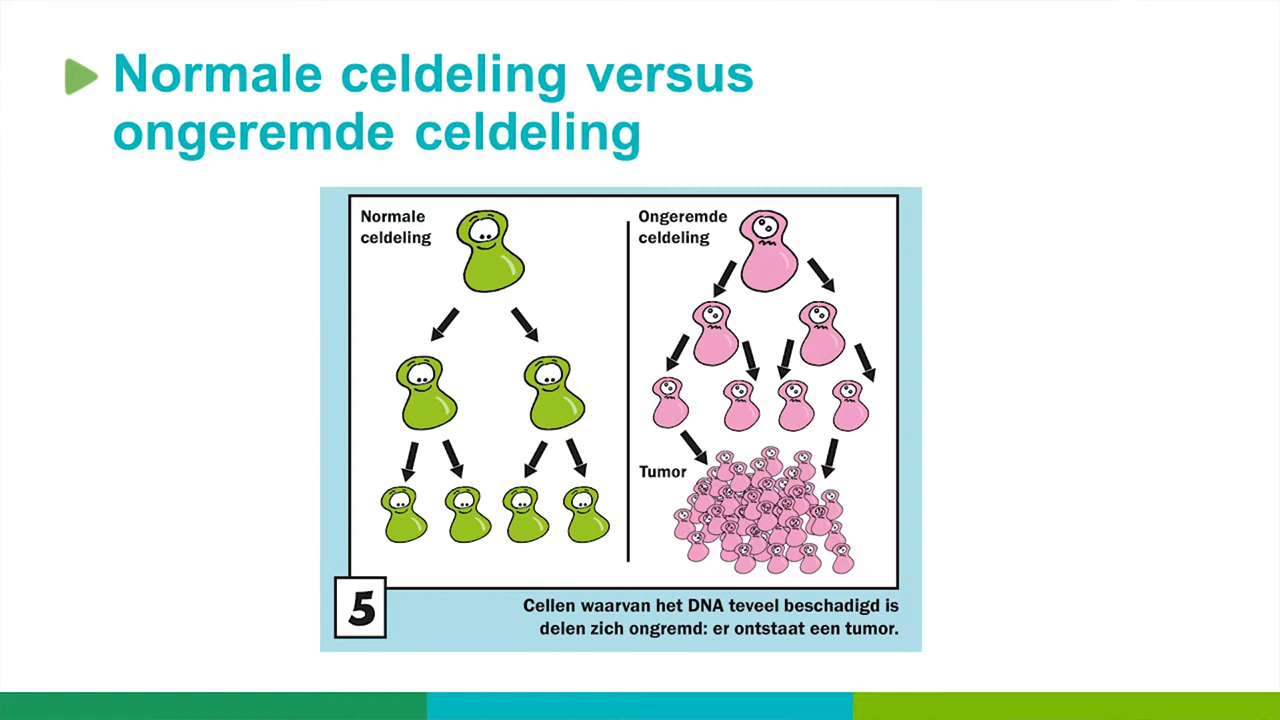 Normale celdeling versus
ongeremde celdeling
Normale
celdeling
Ongeremde
celdeling
Tumor
5
Cellen waarvan het DNA teveel beschadigd is
delen zich ongremd: er ontstaat een tumor.